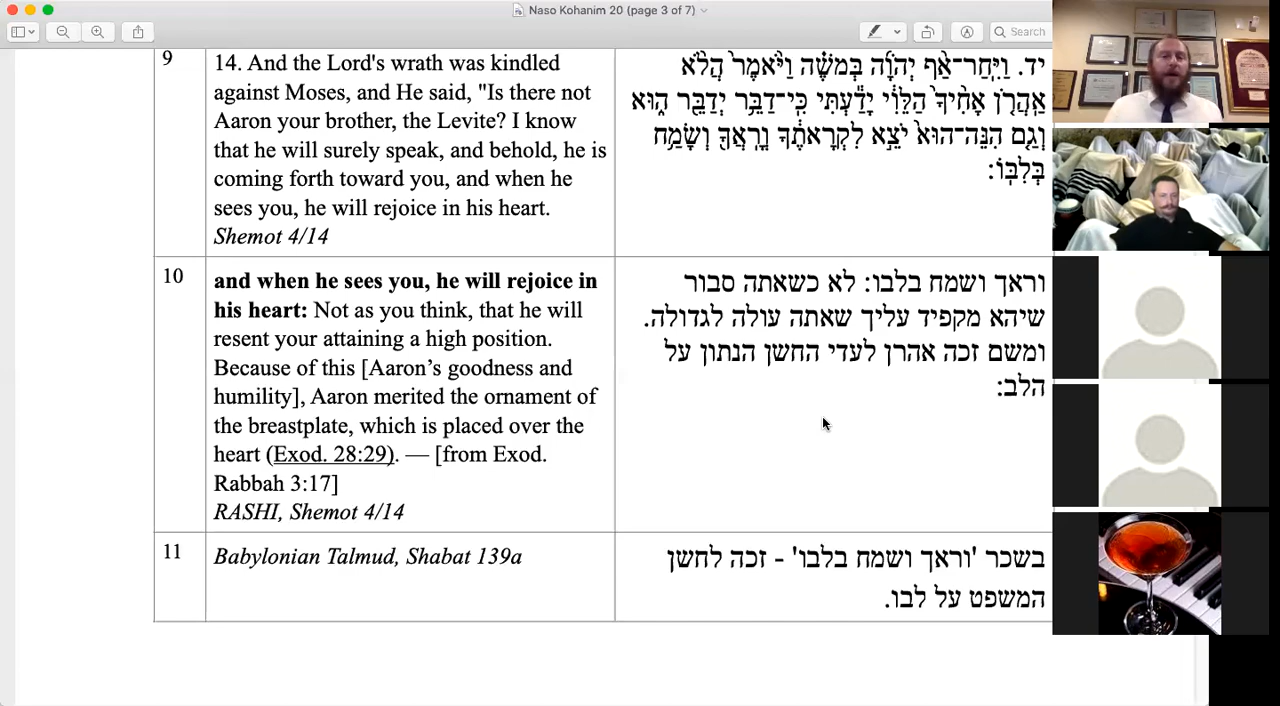 Naso Kohanim 20 (page 3 of 7)
Search
9
14. And the Lord's wrath was kindled
against Moses, and He said, "Is there not
Aaron your brother, the Levite? I know
that he will surely speak, and behold, he is
coming forth toward you, and when he
sees you, he will rejoice in his heart.
Shemot 4/14
יד. וַיִּֽחַר־אַ֨ף יְהֹוָ֜ה בְּמֹשֶׁ֗ה וַיֹּ֨אמֶר֙ הֲלֹ֨א
אַֽהֲרֹ֤ן אָחִ֨יךָ֙ הַלֵּוִ֔י יָדַ֕עְתִּי כִּֽי־דַבֵּ֥ר יְדַבֵּ֖ר ה֑וּא
וְגַ֤ם הִנֵּה־הוּא֙ יֹצֵ֣א לִקְרָאתֶ֔ךָ וְרָֽאֲךָ֖ וְשָׂמַ֥ח
בְּלִבּֽוֹ:
10
and when he sees you, he will rejoice in
his heart: Not as you think, that he will
resent your attaining a high position.
Because of this [Aaron’s goodness and
humility], Aaron merited the ornament of
the breastplate, which is placed over the
heart (Exod. 28:29). — [from Exod.
Rabbah 3:17]
RASHI, Shemot 4/14
וראך ושמח בלבו: לא כשאתה סבור
שיהא מקפיד עליך שאתה עולה לגדולה.
ומשם זכה אהרן לעדי החשן הנתון על
הלב:
11
Babylonian Talmud, Shabat 139a
בשכר 'וראך ושמח בלבו' - זכה לחשן
המשפט על לבו.